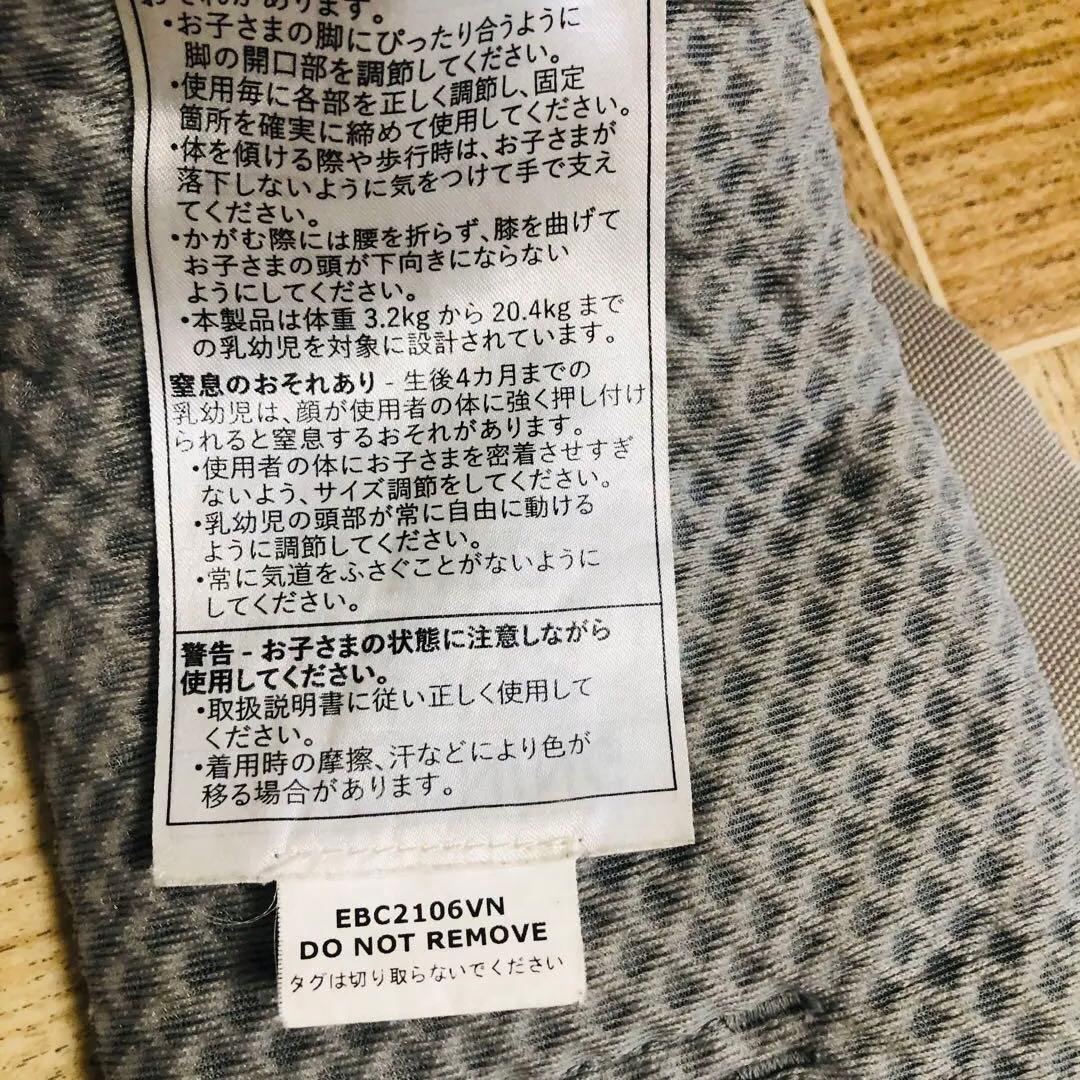 おそれがあります。
・お子さまの脚にぴったり合うように
脚の開口部を調節してください。
・使用毎に各部を正しく調節し、固定
箇所を確実に締めて使用してください。
・体を傾ける際や歩行時は、お子さまが
落下しないように気をつけて手で支え
てください。
・かがむ際には腰を折らず、膝を曲げて
お子さまの頭が下向きにならない
ようにしてください。
・本製品は体重 3.2kg から 20.4kg まで
の乳幼児を対象に設計されています。
窒息のおそれあり - 生後4カ月までの
乳幼児は、顔が使用者の体に強く押し付け
られると窒息するおそれがあります。
・使用者の体にお子さまを密着させすぎ
ないよう、サイズ調節をしてください。
・乳幼児の頭部が常に自由に動ける
ように調節してください。
・常に気道をふさぐことがないように
してください。
警告 - お子さまの状態に注意しながら
使用してください。
・取扱説明書に従い正しく使用して
ください。
・着用時の摩擦、汗などにより色が
移る場合があります。
EBC2106VN
DO NOT REMOVE
タグは切り取らないでください